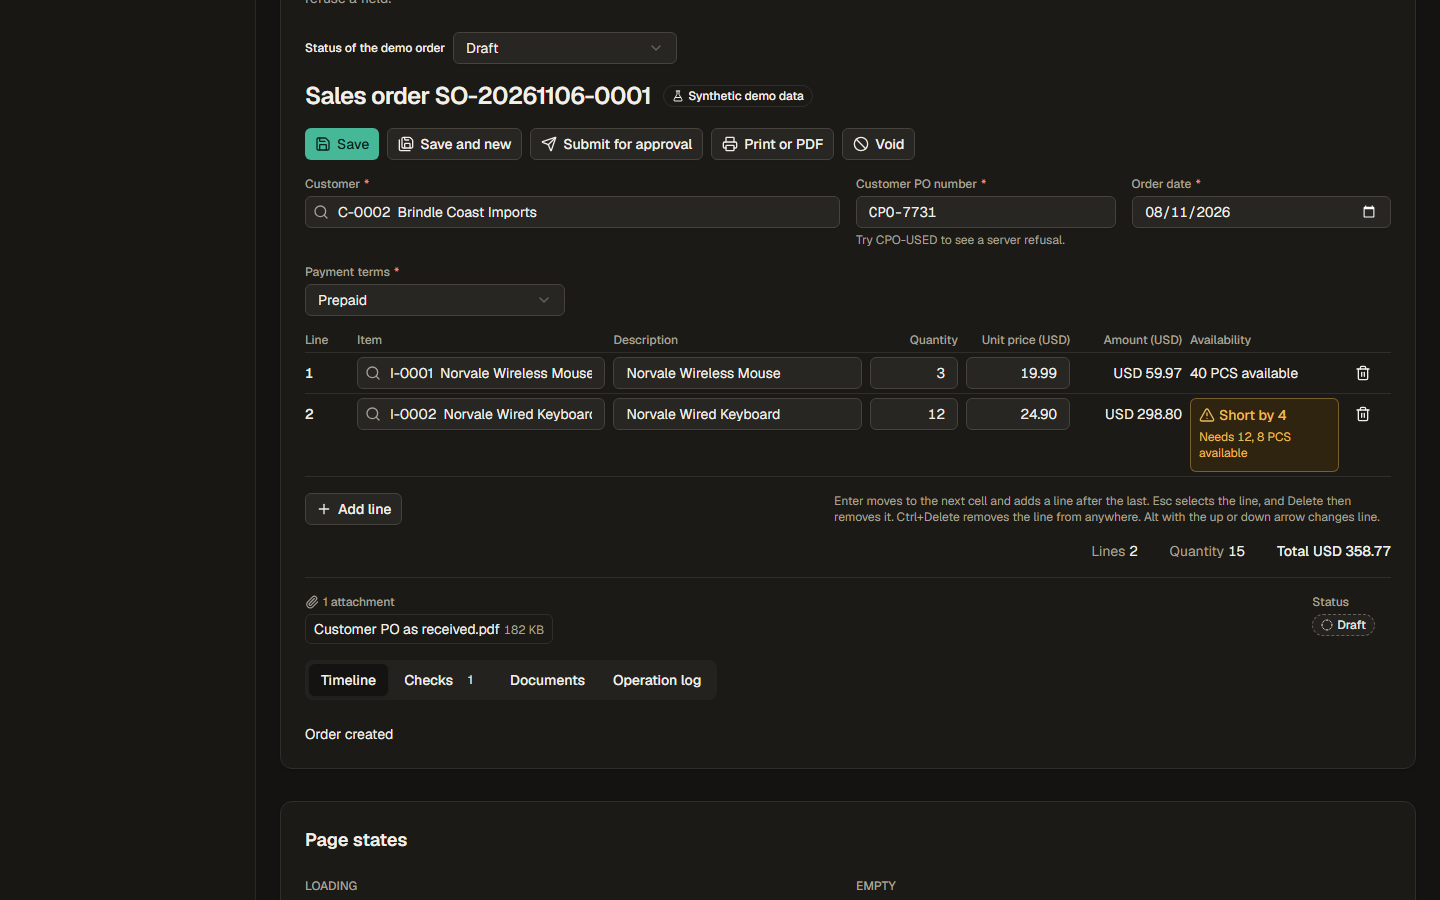 refuse a field.
Status of the demo order
Draft
Sales order SO-20261106-0001
Synthetic demo data
Save
Save and new
Submit for approval
Print or PDF
Void
Customer *
Customer PO number *
Order date *
C-0002 Brindle Coast Imports
CPO-7731
08/11/2026
Try CPO-USED to see a server refusal.
Payment terms *
Prepaid
Line
Item
Description
Quantity
Unit price (USD)
Amount (USD)
Availability
1
I-0001 Norvale Wireless Mouse
Norvale Wireless Mouse
3
19.99
USD 59.97
40 PCS available
2
I-0002 Norvale Wired Keyboard
Norvale Wired Keyboard
12
24.90
USD 298.80
Short by 4
Needs 12, 8 PCS
available
Add line
Enter moves to the next cell and adds a line after the last. Esc selects the line, and Delete then
removes it. Ctrl+Delete removes the line from anywhere. Alt with the up or down arrow changes line.
Lines 2
Quantity 15
Total USD 358.77
1 attachment
Status
Customer PO as received.pdf 182 KB
Draft
Timeline
Checks 1
Documents
Operation log
Order created
Page states
LOADING
EMPTY